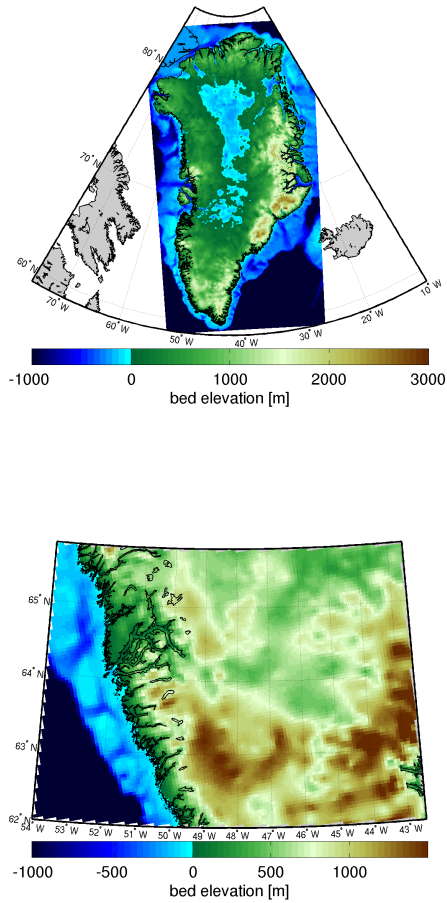 80° N
70° N
60° N
70° W
60° W
50° W
40° W
30° W
20° W
10° W
-1000 0 1000 2000 3000
bed elevation [m]
65° N
64° N
63° N
62° N
54° W 53° W 52° W 51° W 50° W 49° W 48° W 47° W 46° W 45° W 44° W 43° W
-1000 -500 0 500 1000
bed elevation [m]